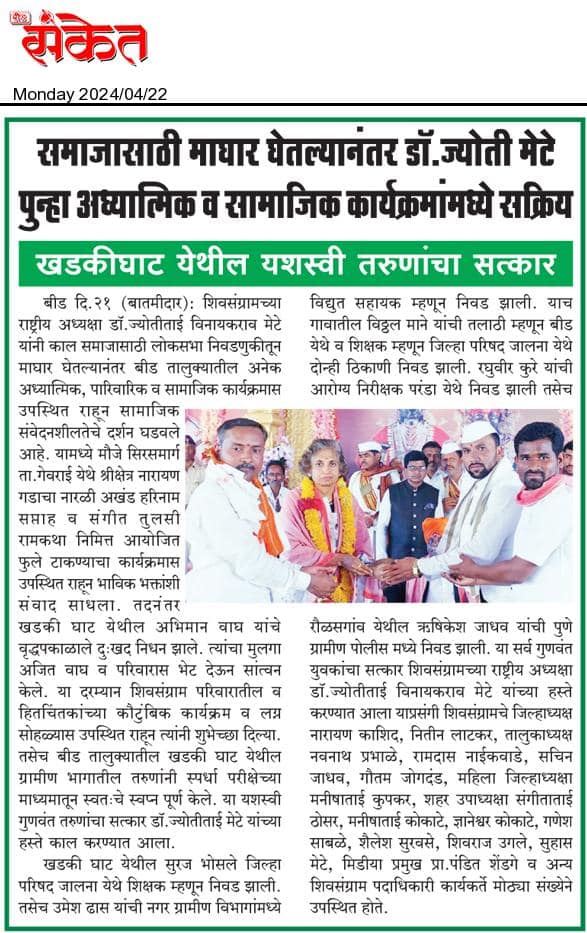 संकेत
Monday 2024/04/22
समाजासाठी माघार घेतल्यानंतर डॉ.ज्योती मेटे
पुन्हा अध्यात्मिक व सामाजिक कार्यक्रमांमध्ये सक्रिय
खडकीघाट येथील यशस्वी तरुणांचा सत्कार
बीड दि.२१ (बातमीदार): शिवसंग्रामच्या
राष्ट्रीय अध्यक्षा डॉ.ज्योतीताई विनायकराव मेटे
यांनी काल समाजासाठी लोकसभा निवडणुकीतून
माघार घेतल्यानंतर बीड तालुक्यातील अनेक
अध्यात्मिक, पारिवारिक व सामाजिक कार्यक्रमास
उपस्थित राहून सामाजिक
संवेदनशीलतेचे दर्शन घडवले
आहे. यामध्ये मौजे सिरसमार्ग
ता.गेवराई येथे श्रीक्षेत्र नारायण
गडाचा नारळी अखंड हरिनाम
सप्ताह व संगीत तुलसी
रामकथा निमित्त आयोजित
फुले टाकण्याचा कार्यक्रमास
उपस्थित राहून भाविक भक्तांशी
संवाद साधला. तदनंतर
खडकी घाट येथील अभिमान वाघ यांचे
वृद्धपकाळाले दुःखद निधन झाले. त्यांचा मुलगा
अजित वाघ व परिवारास भेट देऊन सांत्वन
केले. या दरम्यान शिवसंग्राम परिवारातील व
हितचिंतकांच्या कौटुंबिक कार्यक्रम व लग्न
सोहळ्यास उपस्थित राहून त्यांनी शुभेच्छा दिल्या.
तसेच बीड तालुक्यातील खडकी घाट येथील
ग्रामीण भागातील तरुणांनी स्पर्धा परीक्षेच्या
माध्यमातून स्वतःचे स्वप्न पूर्ण केले. या यशस्वी
गुणवंत तरुणांचा सत्कार डॉ.ज्योतीताई मेटे यांच्या
हस्ते काल करण्यात आला.
खडकी घाट येथील सुरज भोसले जिल्हा
परिषद जालना येथे शिक्षक म्हणून निवड झाली.
तसेच उमेश ढास यांची नगर ग्रामीण विभागांमध्ये
विद्युत सहायक म्हणून निवड झाली. याच
गावातील विठ्ठल माने यांची तलाठी म्हणून बीड
येथे व शिक्षक म्हणून जिल्हा परिषद जालना येथे
दोन्ही ठिकाणी निवड झाली. रघुवीर कुरे यांची
आरोग्य निरीक्षक परंडा येथे निवड झाली तसेच
रौळसगांव येथील ऋषिकेश जाधव यांची पुणे
ग्रामीण पोलीस मध्ये निवड झाली. या सर्व गुणवंत
युवकांचा सत्कार शिवसंग्रामच्या राष्ट्रीय अध्यक्षा
डॉ.ज्योतीताई विनायकराव मेटे यांच्या हस्ते
करण्यात आला याप्रसंगी शिवसंग्रामचे जिल्हाध्यक्ष
नारायण काशिद, नितीन लाटकर, तालुकाध्यक्ष
नवनाथ प्रभाळे, रामदास नाईकवाडे, सचिन
जाधव, गौतम जोगदंड, महिला जिल्हाध्यक्षा
मनीषाताई कुपकर, शहर उपाध्यक्षा संगीताताई
ठोसर, मनीषाताई कोकाटे, ज्ञानेश्वर कोकाटे, गणेश
साबळे, शैलेश सुरवसे, शिवराज उगले, सुहास
मेटे, मिडीया प्रमुख प्रा.पंडित शेंडगे व अन्य
शिवसंग्राम पदाधिकारी कार्यकर्ते मोठ्या संख्येने
उपस्थित होते.